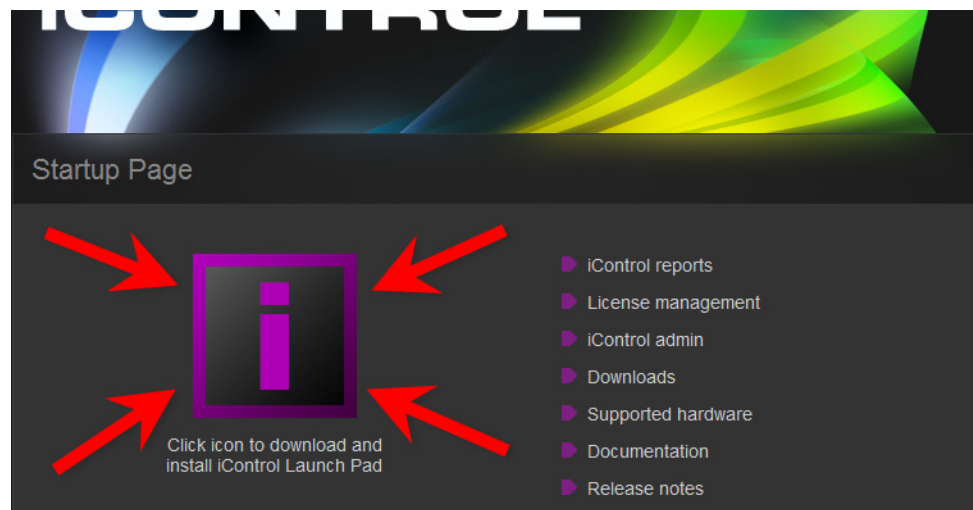 iCONTROL
Startup Page
i
Click icon to download and
install iControl Launch Pad
iControl reports
License management
iControl admin
Downloads
Supported hardware
Documentation
Release notes